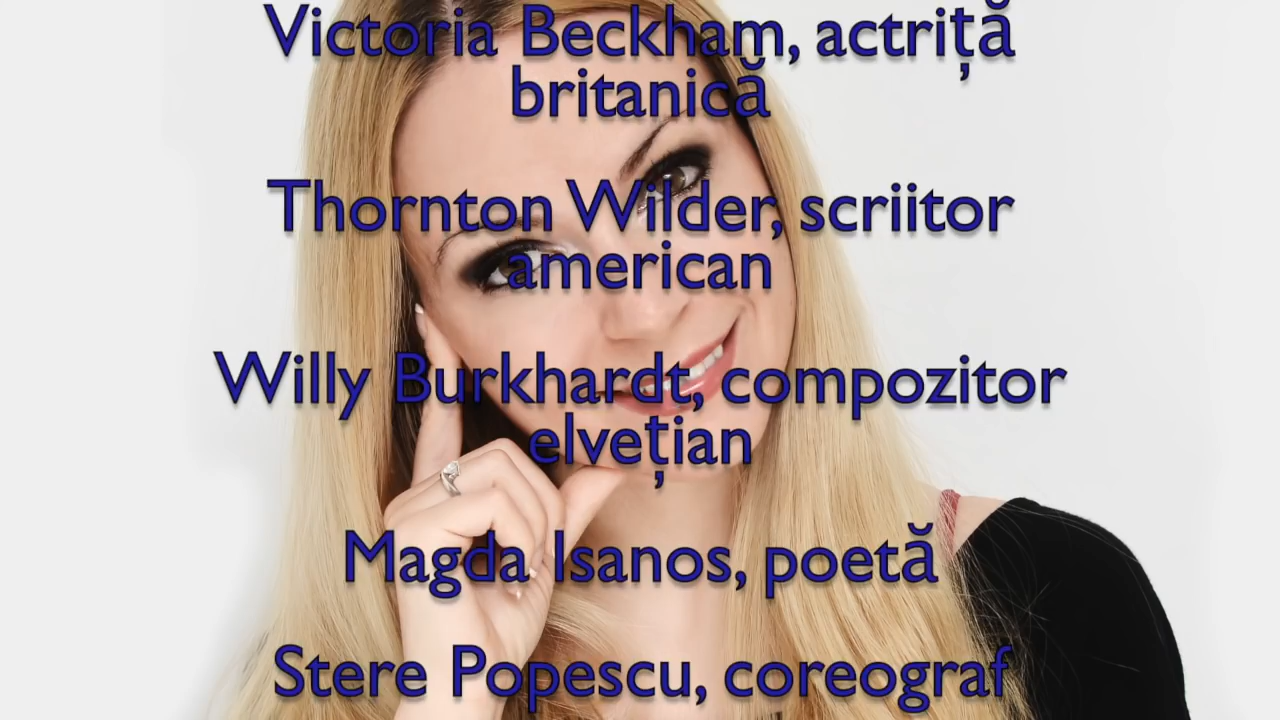 Victoria Beckham, actriță
britanică
Thornton Wilder, scriitor
american
Willy Burkhardt, compozitor
elvețian
Magda Isanos, poetă
Stere Popescu, coreograf